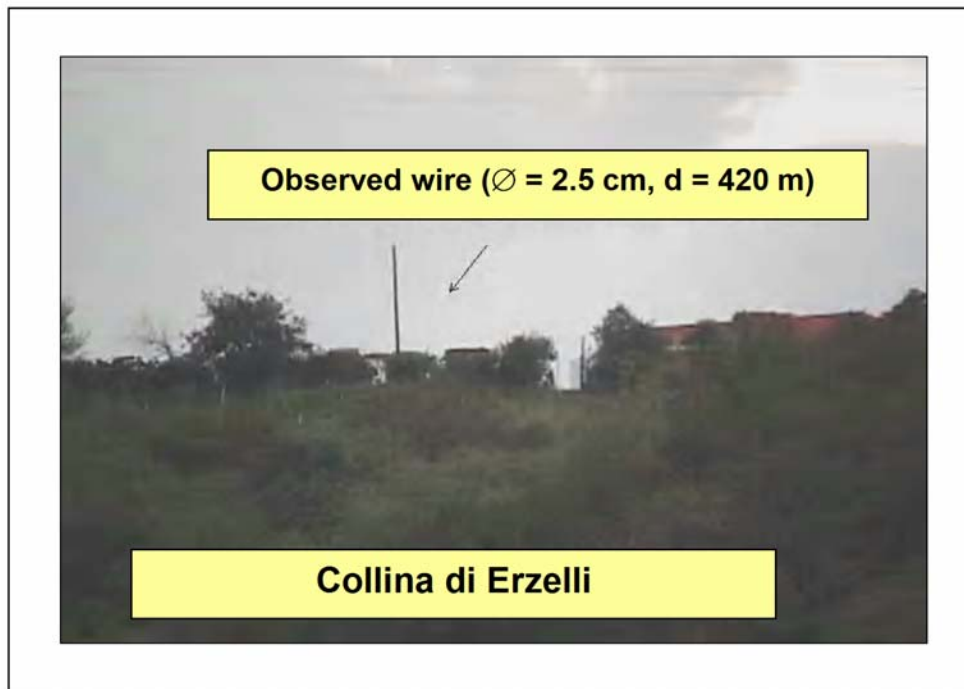 Observed wire (∅ = 2.5 cm, d = 420 m)
Collina di Erzelli